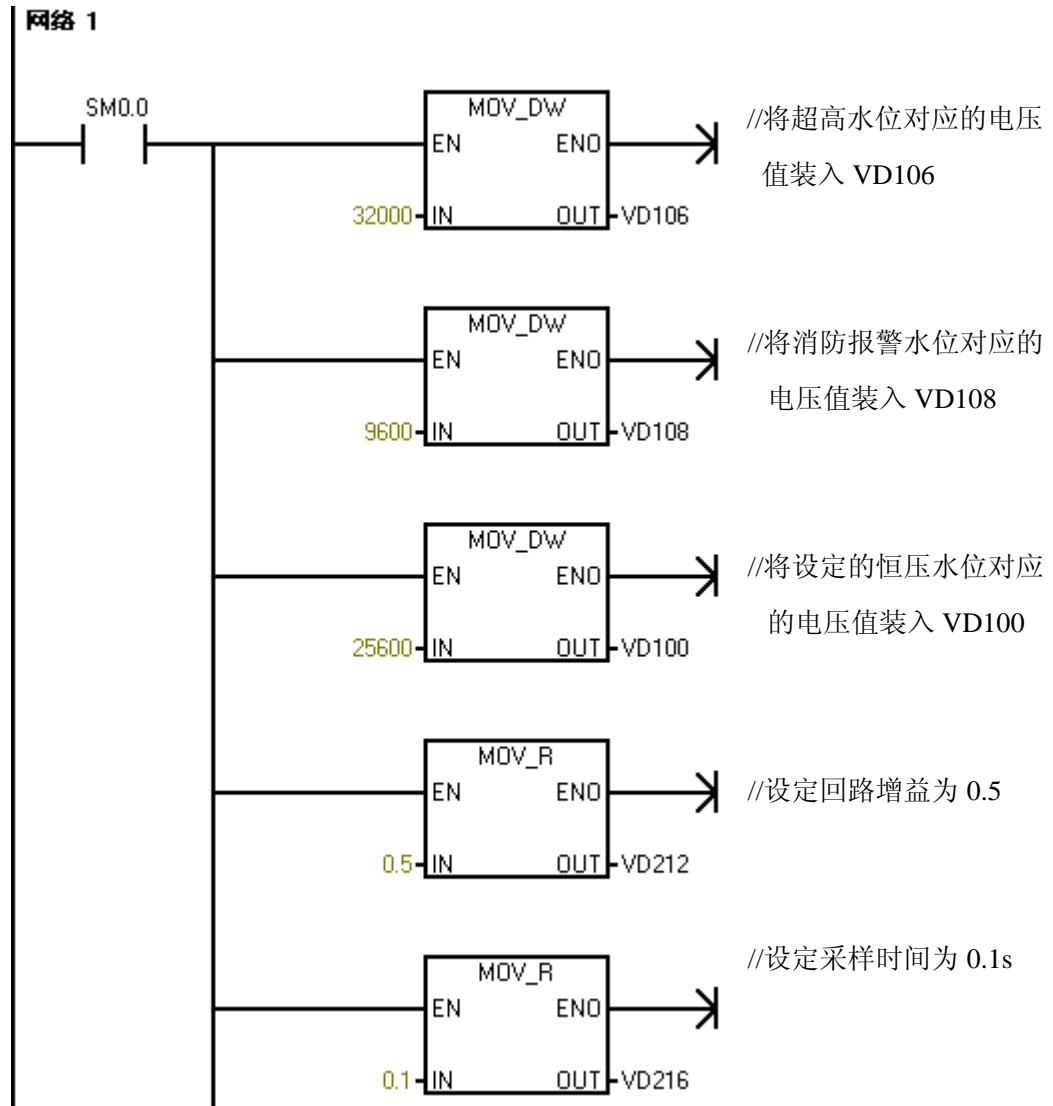 网络 1
SM0.0
MOV_DW
EN ENO
32000 IN OUT VD106
//将超高水位对应的电压
值装入 VD106
MOV_DW
EN ENO
9600 IN OUT VD108
//将消防报警水位对应的
电压值装入 VD108
MOV_DW
EN ENO
25600 IN OUT VD100
//将设定的恒压水位对应
的电压值装入 VD100
MOV_R
EN ENO
0.5 IN OUT VD212
//设定回路增益为 0.5
MOV_R
EN ENO
0.1 IN OUT VD216
//设定采样时间为 0.1s